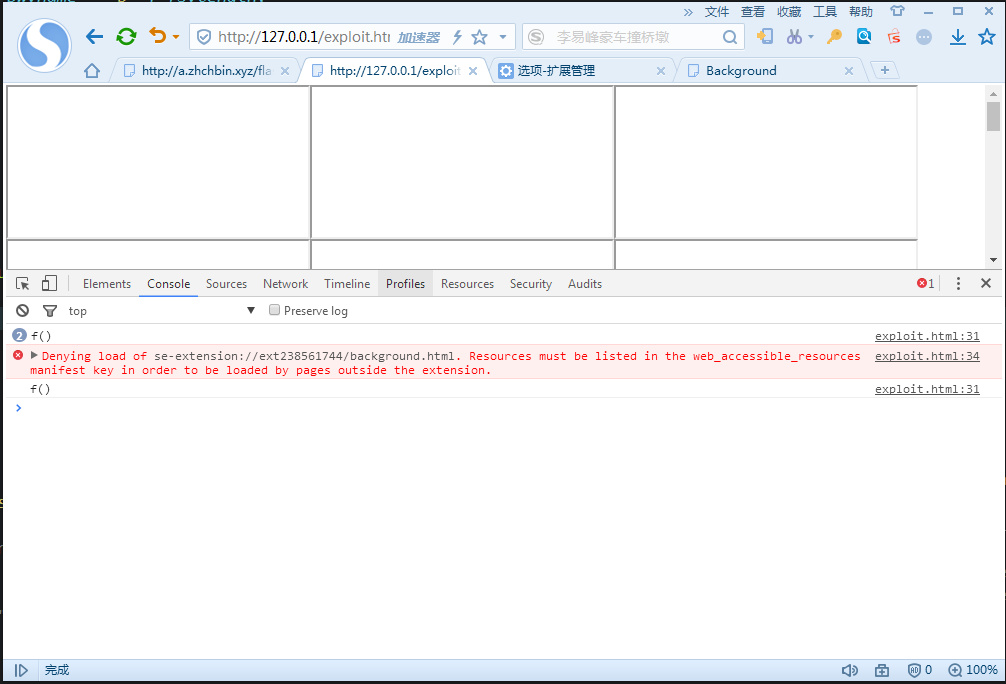 » 文件 查看 收藏 工具 帮助
http://127.0.0.1/exploit.ht 加速器 李易峰豪车撞桥墩
http://a.zhchbin.xyz/fla http://127.0.0.1/exploit 选项-扩展管理 Background
Elements Console Sources Network Timeline Profiles Resources Security Audits 1
top Preserve log
2 f() exploit.html:31
Denying load of se-extension://ext238561744/background.html. Resources must be listed in the web_accessible_resources exploit.html:34
manifest key in order to be loaded by pages outside the extension.
f() exploit.html:31
完成 0 100%